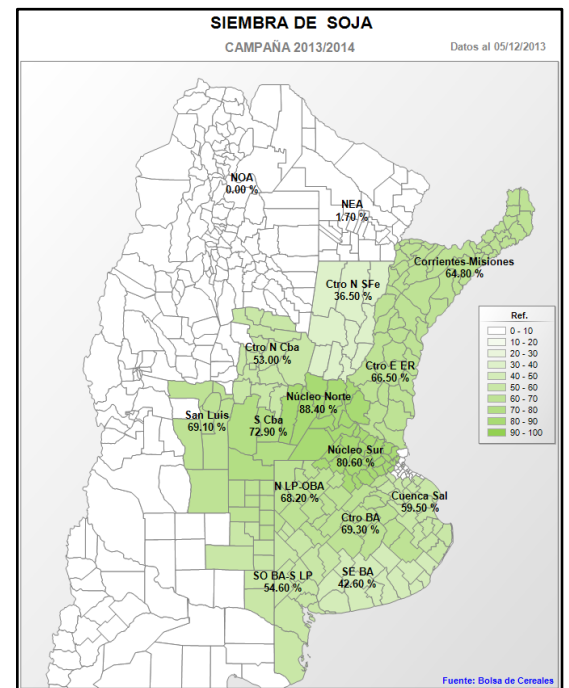 SIEMBRA DE SOJA
CAMPAÑA 2013/2014
Datos al 05/12/2013
NOA
0.00 %
NEA
1.70 %
Corrientes-Misiones
64.80 %
Ctro N SFe
36.50 %
Ref.
0 - 10
10 - 20
20 - 30
30 - 40
40 - 50
50 - 60
60 - 70
70 - 80
80 - 90
90 - 100
Ctro N Cba
53.00 %
Ctro E ER
66.50 %
Núcleo Norte
88.40 %
San Luis
69.10 %
S Cba
72.90 %
Núcleo Sur
80.60 %
N LP-OBA
68.20 %
Cuenca Sal
59.50 %
Ctro BA
69.30 %
SO BA-S LP
54.60 %
SE BA
42.60 %
Fuente: Bolsa de Cereales